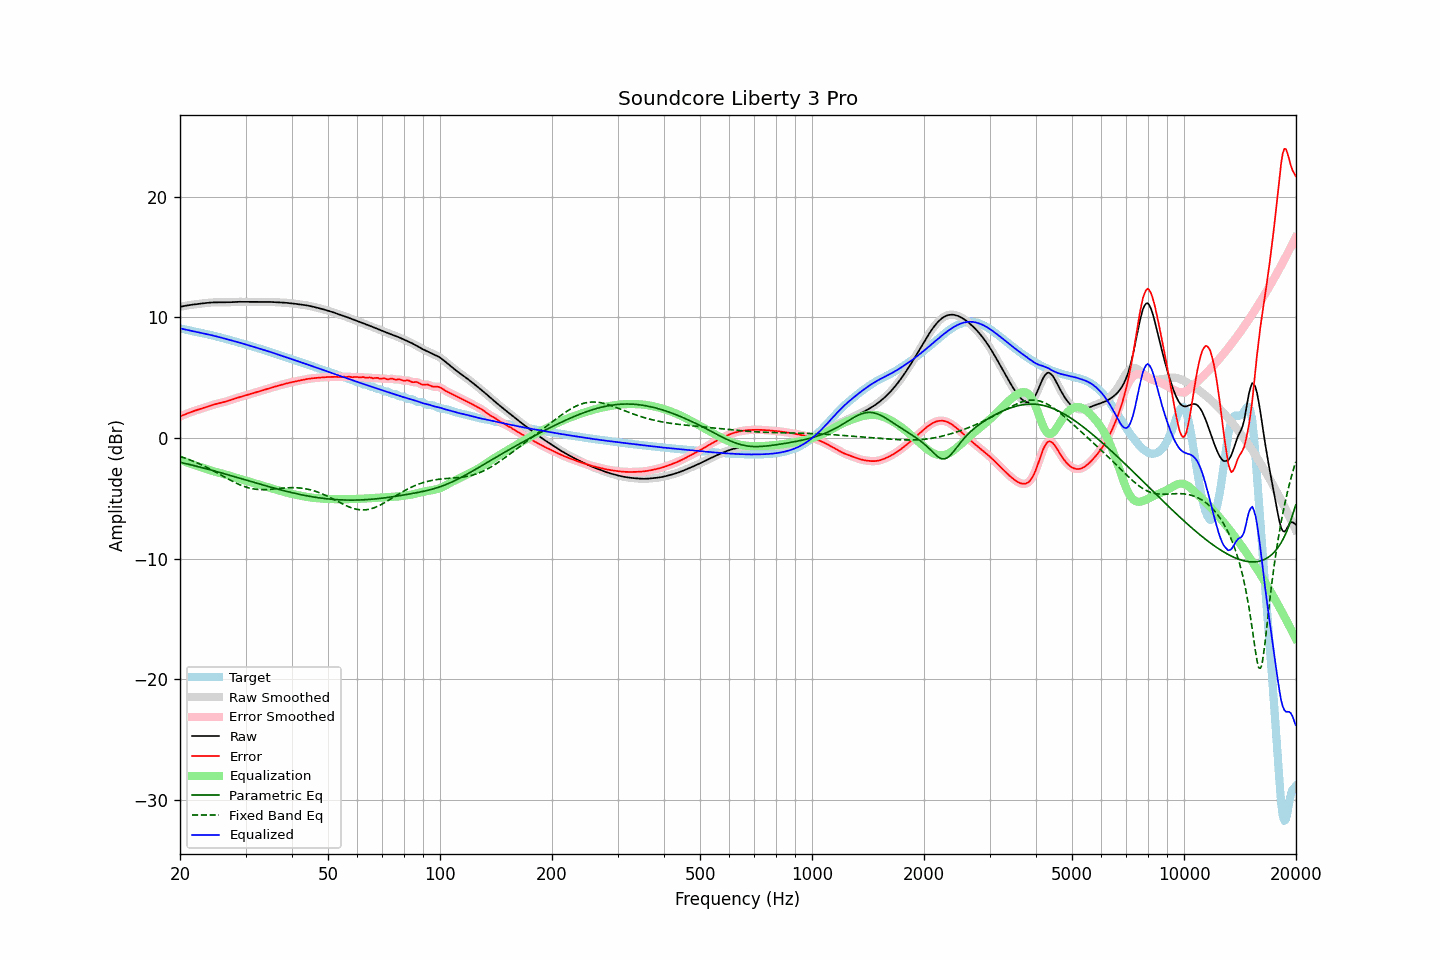 Soundcore Liberty 3 Pro
Amplitude (dBr)
20
10
0
−10
−20
−30
Target
Raw Smoothed
Error Smoothed
Raw
Error
Equalization
Parametric Eq
Fixed Band Eq
Equalized
20 50 100 200 500 1000 2000 5000 10000 20000
Frequency (Hz)